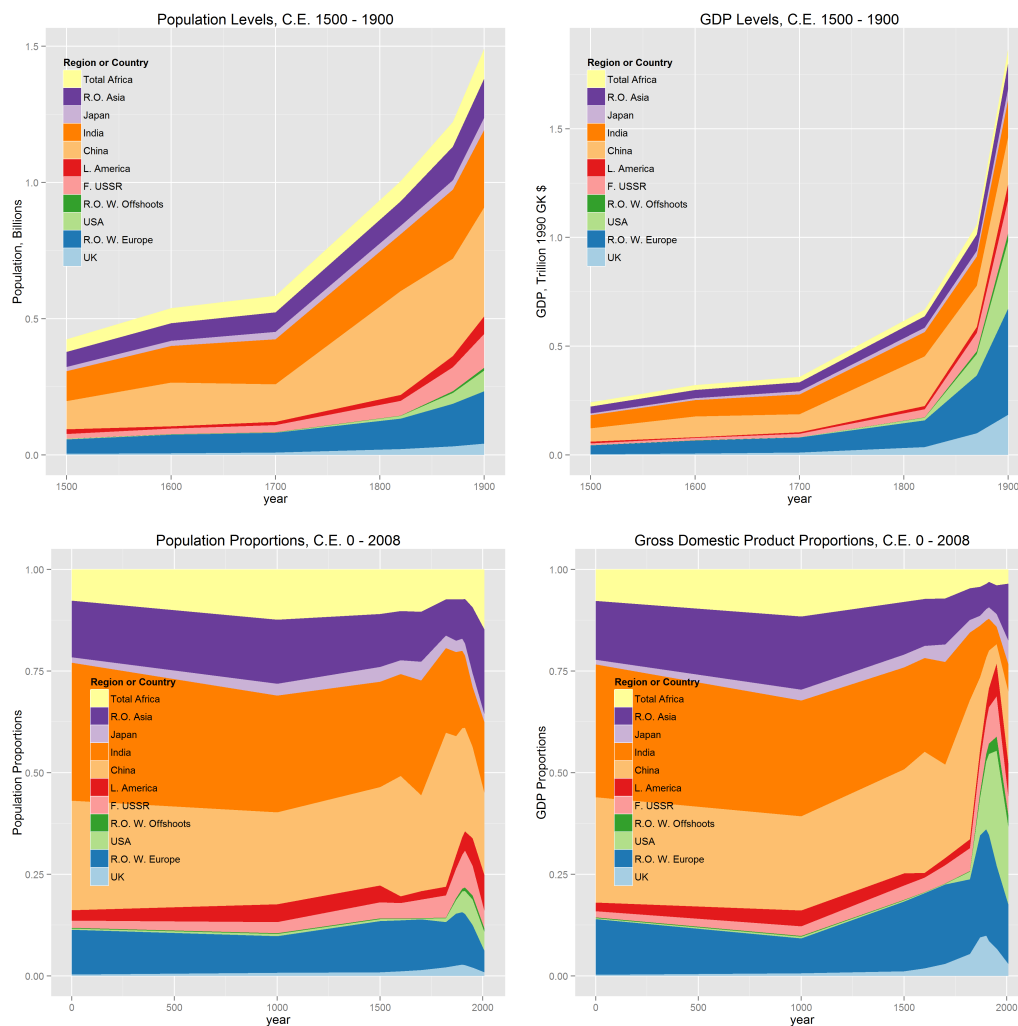 Population Levels, C.E. 1500 - 1900
Population, Billions
1.5
1.0
0.5
0.0
Region or Country
Total Africa
R.O. Asia
Japan
India
China
L. America
F. USSR
R.O.W. Offshoots
USA
R.O. W. Europe
UK
1500 1600 1700 1800 1900
year
GDP Levels, C.E. 1500 - 1900
GDP, Trillion 1990 GK $
1.5
1.0
0.5
0.0
Region or Country
Total Africa
R.O. Asia
Japan
India
China
L. America
F. USSR
R.O.W. Offshoots
USA
R.O. W. Europe
UK
1500 1600 1700 1800 1900
year
Population Proportions, C.E. 0 - 2008
Population Proportions
1.00
0.75
0.50
0.25
0.00
Region or Country
Total Africa
R.O. Asia
Japan
India
China
L. America
F. USSR
R.O. W. Offshoots
USA
R.O. W. Europe
UK
0 500 1000 1500 2000
year
Gross Domestic Product Proportions, C.E. 0 - 2008
GDP Proportions
1.00
0.75
0.50
0.25
0.00
Region or Country
Total Africa
R.O. Asia
Japan
India
China
L. America
F. USSR
R.O. W. Offshoots
USA
R.O. W. Europe
UK
0 500 1000 1500 2000
year